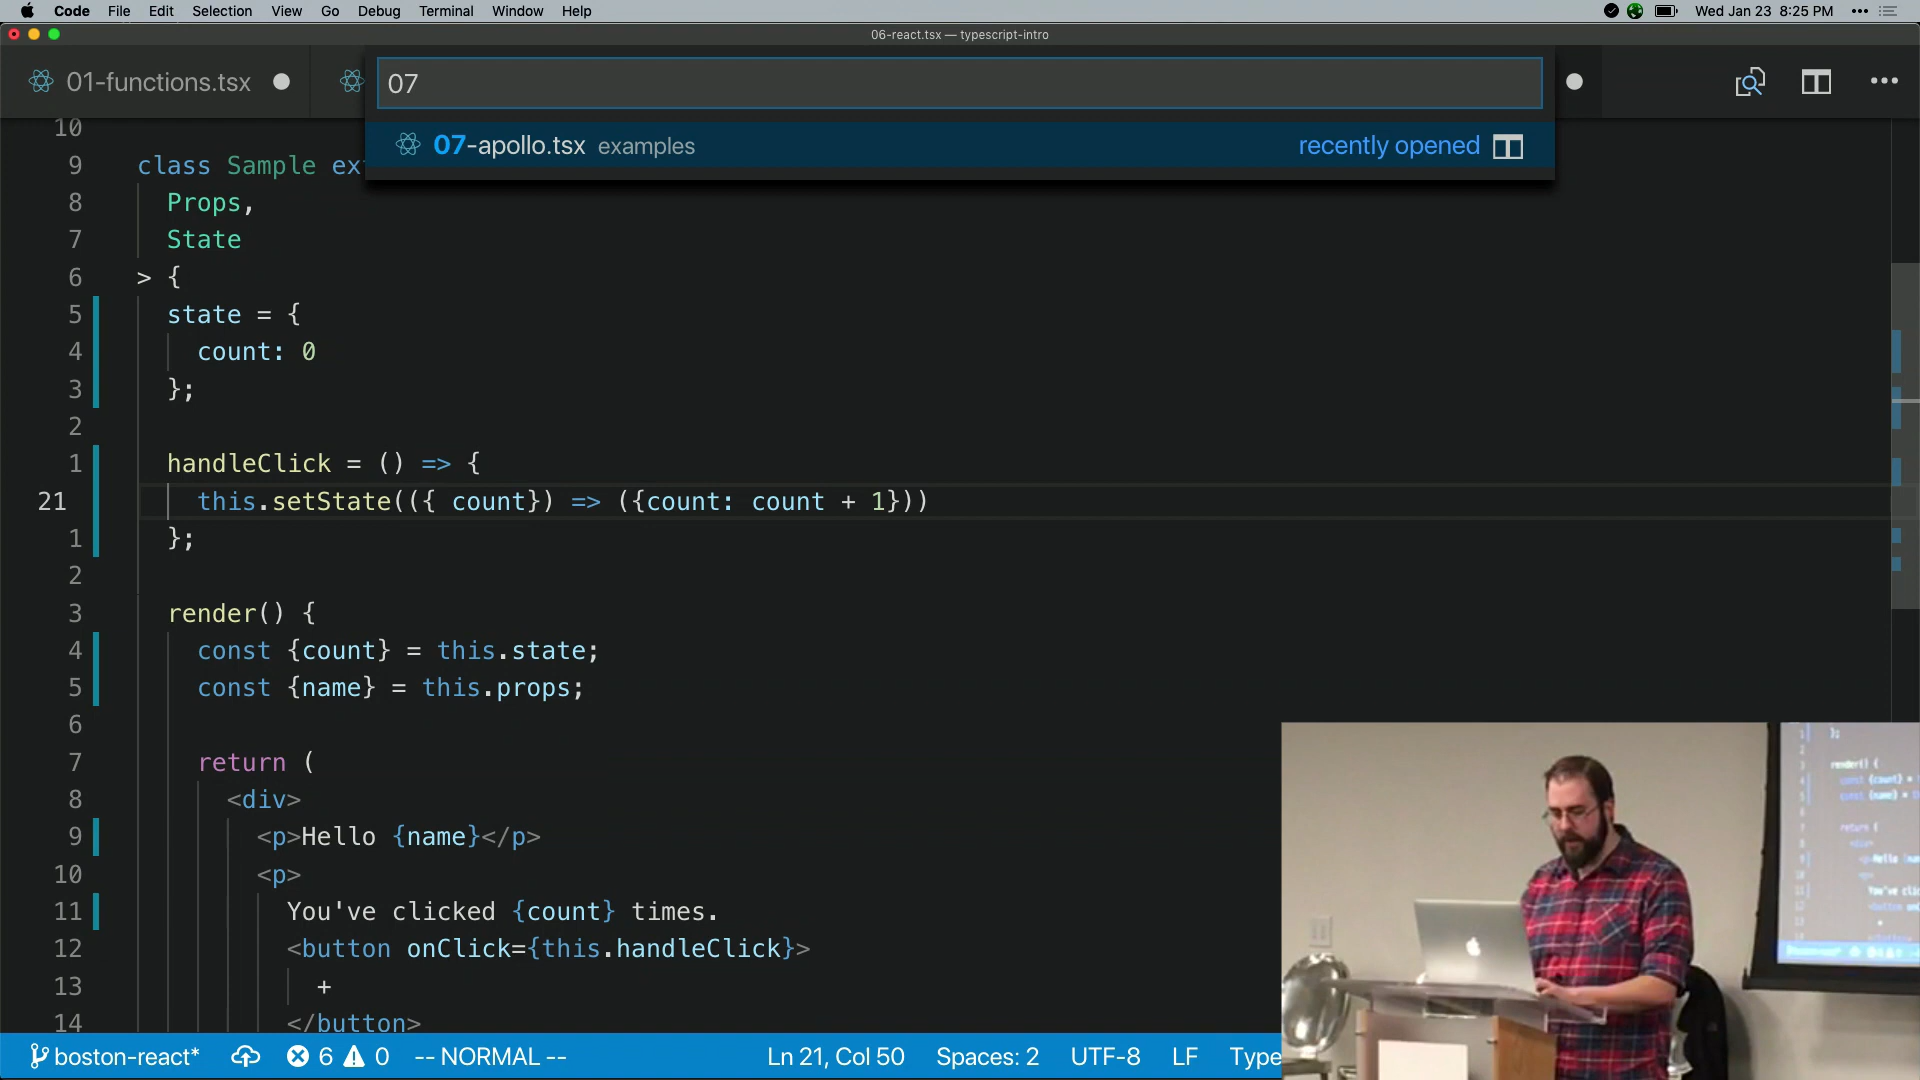 Code File Edit Selection View Go Debug Terminal Window Help Wed Jan 23 8:25 PM
06-react.tsx — typescript-intro
01-functions.tsx
07
07-apollo.tsx examples recently opened
10
9 class Sample ext
8 Props,
7 State
6 > {
5 state = {
4 count: 0
3 };
2
1 handleClick = () => {
21 this.setState(({ count}) => ({count: count + 1}))
1 };
2
3 render() {
4 const {count} = this.state;
5 const {name} = this.props;
6
7 return (
8 <div>
9 <p>Hello {name}</p>
10 <p>
11 You've clicked {count} times.
12 <button onClick={this.handleClick}>
13 +
14 </button>
boston-react* 6 0 -- NORMAL -- Ln 21, Col 50 Spaces: 2 UTF-8 LF Type